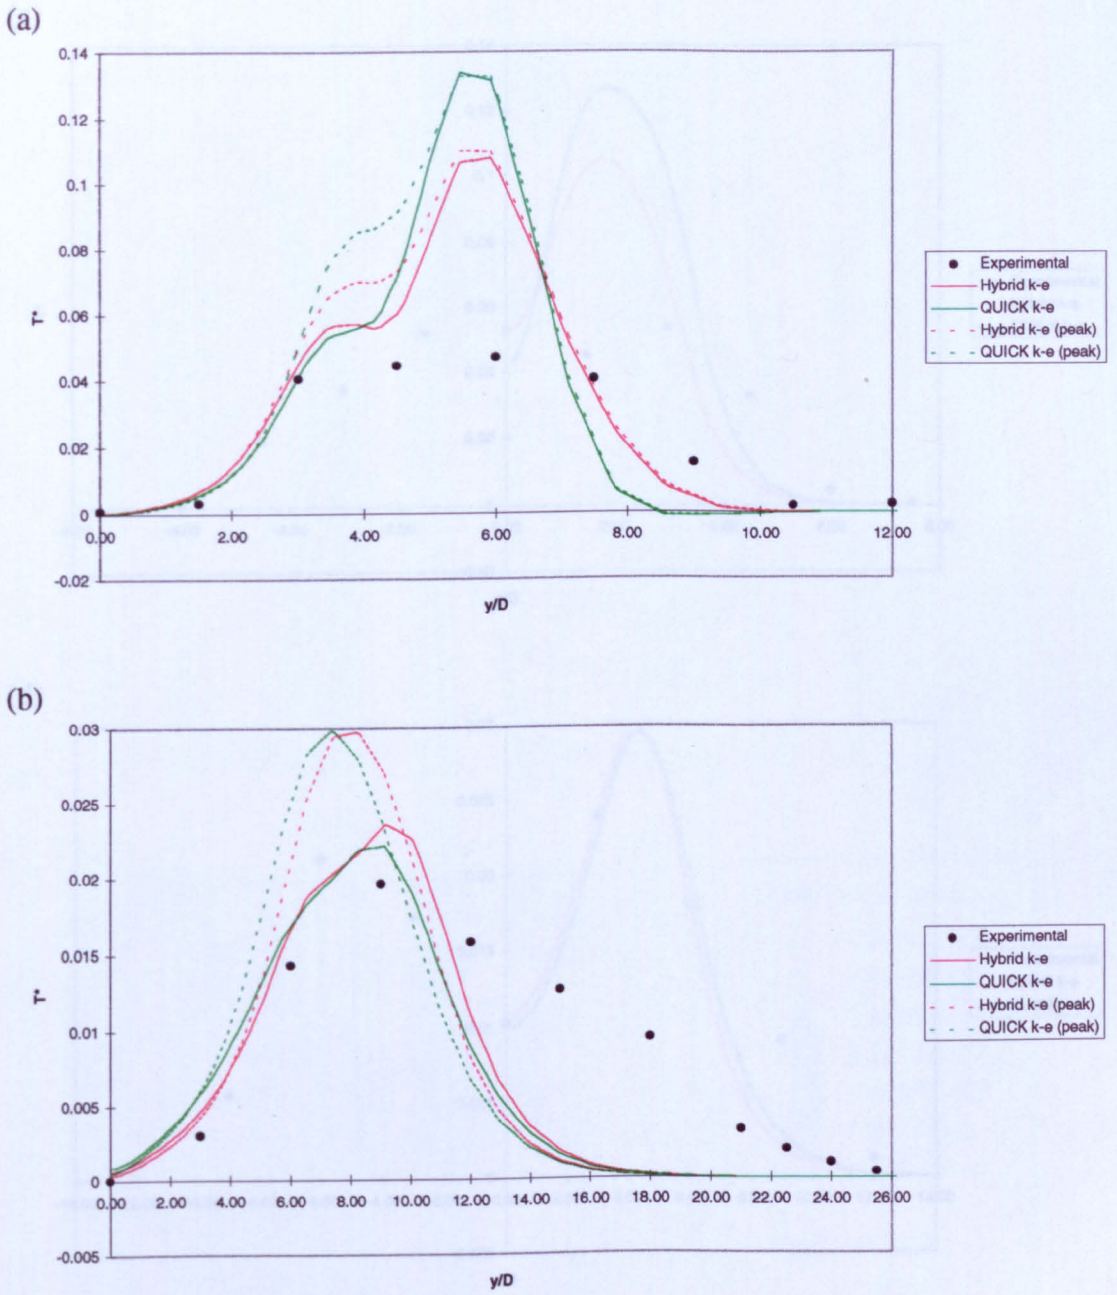 (a)
0.14
0.12
0.1
0.08
0.06
0.04
0.02
0
-0.02
T*
0.00
2.00
4.00
6.00
8.00
10.00
12.00
y/D
Experimental
Hybrid k-e
QUICK k-e
Hybrid k-e (peak)
QUICK k-e (peak)
(b)
0.03
0.025
0.02
0.015
0.01
0.005
0
-0.005
T*
0.00
2.00
4.00
6.00
8.00
10.00
12.00
14.00
16.00
18.00
20.00
22.00
24.00
26.00
y/D
Experimental
Hybrid k-e
QUICK k-e
Hybrid k-e (peak)
QUICK k-e (peak)